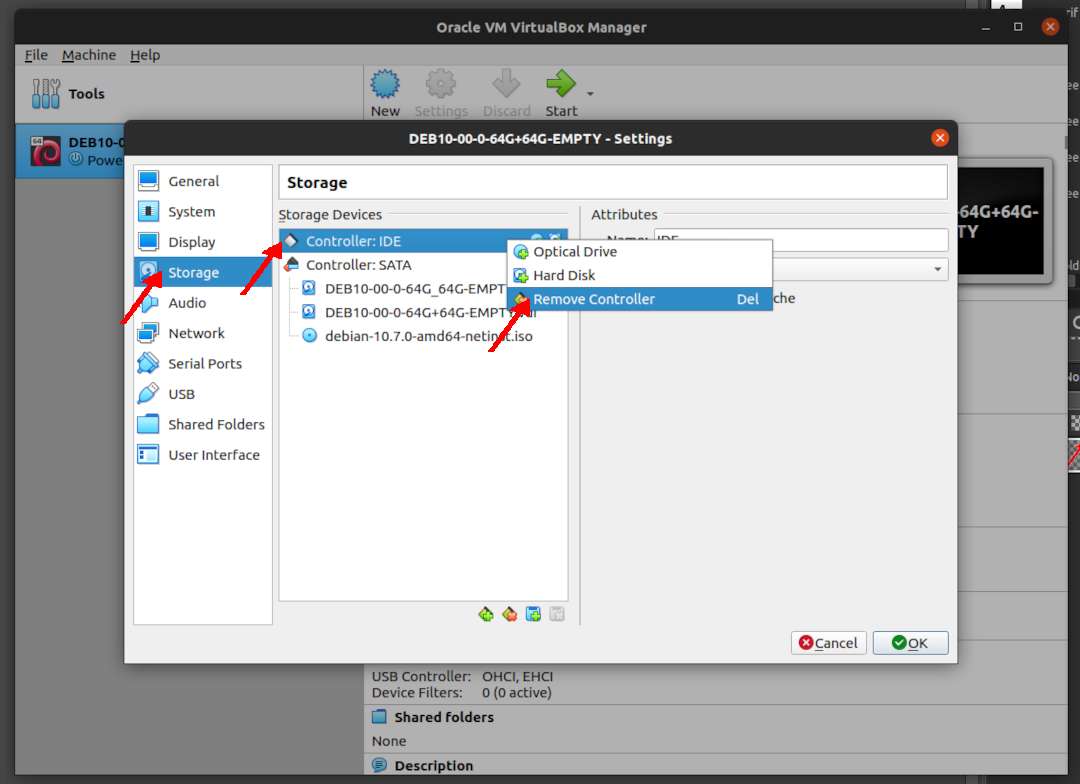 Oracle VM VirtualBox Manager
File Machine Help
Tools
New Settings Discard Start
64
DEB10-0
Powe
DEB10-00-0-64G+64G-EMPTY - Settings
General
System
Display
Storage
Audio
Network
Serial Ports
USB
Shared Folders
User Interface
Storage
Storage Devices
Controller: IDE
Controller: SATA
DEB10-00-0-64G_64G-EMPT
DEB10-00-0-64G+64G-EMPTY
debian-10.7.0-amd64-netinst.iso
Attributes
Name: IDE
Optical Drive
Hard Disk
Remove Controller Del
che
Cancel OK
-64G+64G-
TY
USB Controller: OHCI, EHCI
Device Filters: 0 (0 active)
Shared folders
None
Description